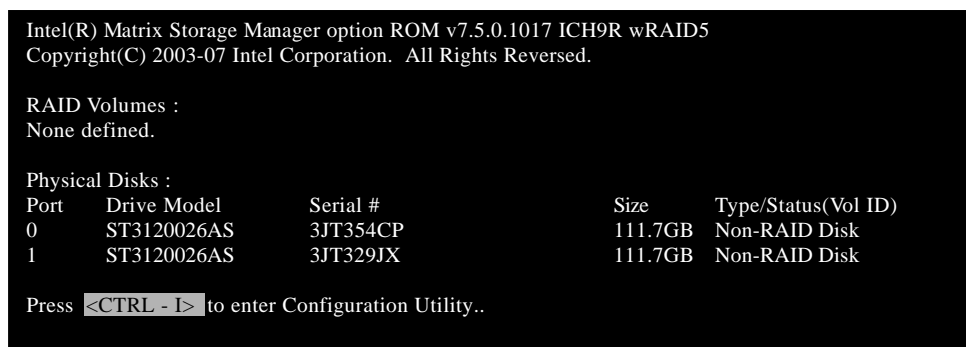 Intel(R) Matrix Storage Manager option ROM v7.5.0.1017 ICH9R wRAID5
Copyright(C) 2003-07 Intel Corporation. All Rights Reversed.
RAID Volumes :
None defined.
Physical Disks :
Port Drive Model Serial # Size Type/Status(Vol ID)
0 ST3120026AS 3JT354CP 111.7GB Non-RAID Disk
1 ST3120026AS 3JT329JX 111.7GB Non-RAID Disk
Press <CTRL - I> to enter Configuration Utility..